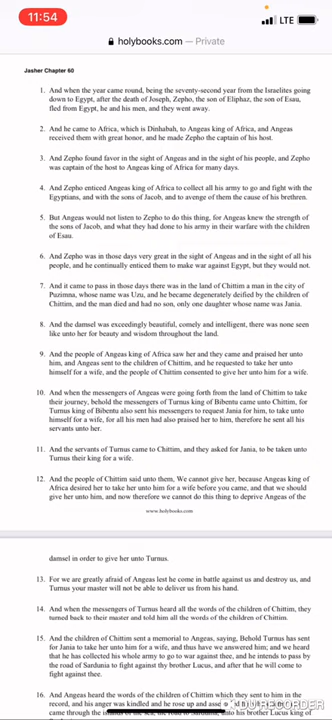 11:54
LTE
holybooks.com — Private
Jasher Chapter 60
1. And when the year came round, being the seventy-second year from the Israelites going
down to Egypt, after the death of Joseph, Zepho, the son of Eliphaz, the son of Esau,
fled from Egypt, he and his men, and they went away.
2. And he came to Africa, which is Dinhabah, to Angeas king of Africa, and Angeas
received them with great honor, and he made Zepho the captain of his host.
3. And Zepho found favor in the sight of Angeas and in the sight of his people, and Zepho
was captain of the host to Angeas king of Africa for many days.
4. And Zepho enticed Angeas king of Africa to collect all his army to go and fight with the
Egyptians, and with the sons of Jacob, and to avenge of them the cause of his brethren.
5. But Angeas would not listen to Zepho to do this thing, for Angeas knew the strength of
the sons of Jacob, and what they had done to his army in their warfare with the children
of Esau.
6. And Zepho was in those days very great in the sight of Angeas and in the sight of all his
people, and he continually enticed them to make war against Egypt, but they would not.
7. And it came to pass in those days there was in the land of Chittim a man in the city of
Puzimna, whose name was Uzu, and he became degenerately deified by the children of
Chittim, and the man died and had no son, only one daughter whose name was Jania.
8. And the damsel was exceedingly beautiful, comely and intelligent, there was none seen
like unto her for beauty and wisdom throughout the land.
9. And the people of Angeas king of Africa saw her and they came and praised her unto
him, and Angeas sent to the children of Chittim, and he requested to take her unto
himself for a wife, and the people of Chittim consented to give her unto him for a wife.
10. And when the messengers of Angeas were going forth from the land of Chittim to take
their journey, behold the messengers of Turnus king of Bibentu came unto Chittim, for
Turnus king of Bibentu also sent his messengers to request Jania for him, to take unto
himself for a wife, for all his men had also praised her to him, therefore he sent all his
servants unto her.
11. And the servants of Turnus came to Chittim, and they asked for Jania, to be taken unto
Turnus their king for a wife.
12. And the people of Chittim said unto them, We cannot give her, because Angeas king of
Africa desired her to take her unto him for a wife before you came, and that we should
give her unto him, and now therefore we cannot do this thing to deprive Angeas of the
www.holybooks.com
damsel in order to give her unto Turnus.
13. For we are greatly afraid of Angeas lest he come in battle against us and destroy us, and
Turnus your master will not be able to deliver us from his hand.
14. And when the messengers of Turnus heard all the words of the children of Chittim, they
turned back to their master and told him all the words of the children of Chittim.
15. And the children of Chittim sent a memorial to Angeas, saying, Behold Turnus has sent
for Jania to take her unto him for a wife, and thus have we answered him; and we heard
that he has collected his whole army to go to war against thee, and he intends to pass by
the road of Sardunia to fight against thy brother Lucus, and after that he will come to
fight against thee.
16. And Angeas heard the words of the children of Chittim which they sent to him in the
record, and his anger was kindled and he rose up and
came through the
DU RECORDER